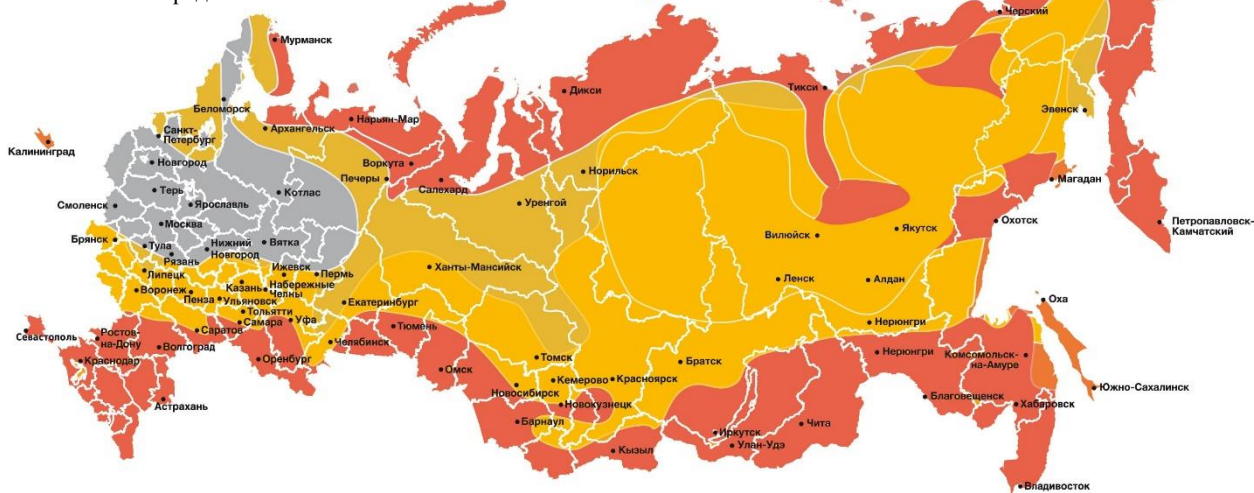 Черский
Мурманск
Дикси
Тикси
Эвенск
Беломорск
Нарьян-Мар
Архангельск
Санкт-
Петербург
Калининград
Новгород
Воркута
Печеры
Салехард
Норильск
Магадан
Терь
Котлас
Смоленск
Ярославль
Уренгой
Москва
Охотск
Петропавловск-
Камчатский
Якутск
Вилюйск
Брянск
Тула
Нижний
Новгород
Вятка
Рязань
Липецк
Ижевск
Пермь
Ханты-Мансийск
Казань
Набережные
Челны
Ленск
Алдан
Воронеж
Пенза
Ульяновск
Екатеринбург
Оха
Тольятти
Самара
Уфа
Нерюнгри
Севастополь
Ростов-
на-Дону
Саратов
Тюмень
Волгоград
Челябинск
Краснодар
Оренбург
Томск
Братск
Нерюнгри
Комсомольск-
на-Амуре
Омск
Кемерово
Красноярск
Новосибирск
Южно-Сахалинск
Астрахань
Новокузнецк
Благовещенск
Хабаровск
Барнаул
Иркутск
Чита
Улан-Удэ
Кызыл
Владивосток